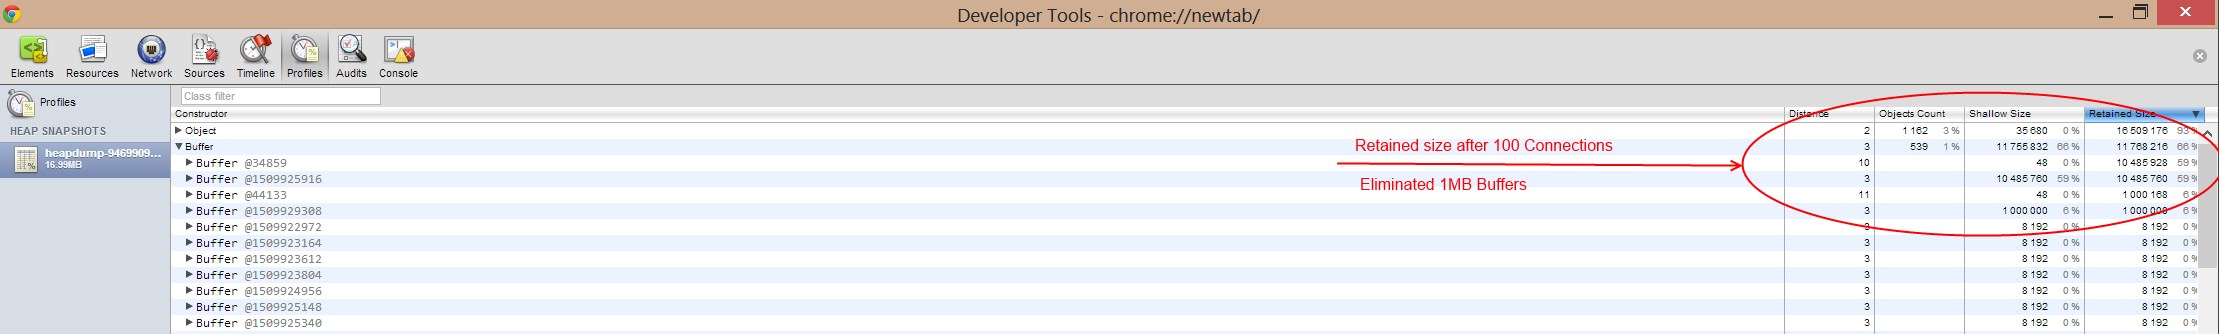 Developer Tools - chrome://newtab/
Elements Resources Network Sources Timeline Profiles Audits Console
Profiles
HEAP SNAPSHOTS
heapdump-9469909...
16.99MB
Class filter
Constructor Distance Objects Count Shallow Size Retained Size
Object 2 1 162 3 % 35 680 0 % 16 509 176 93 %
Buffer 3 539 1 % 11 755 832 66 % 11 768 216 66 %
Buffer @34859 10 48 0 % 10 485 928 59 %
Buffer @1509925916 3 10 485 760 59 % 10 485 760 59 %
Buffer @44133 11 48 0 % 1 000 168 6 %
Buffer @1509929308 3 1 000 000 6 % 1 000 000 6 %
Buffer @1509922972 3 8 192 0 % 8 192 0 %
Buffer @1509923164 3 8 192 0 % 8 192 0 %
Buffer @1509923612 3 8 192 0 % 8 192 0 %
Buffer @1509923804 3 8 192 0 % 8 192 0 %
Buffer @1509924956 3 8 192 0 % 8 192 0 %
Buffer @1509925148 3 8 192 0 % 8 192 0 %
Buffer @1509925340 3 8 192 0 % 8 192 0 %
Retained size after 100 Connections
Eliminated 1MB Buffers